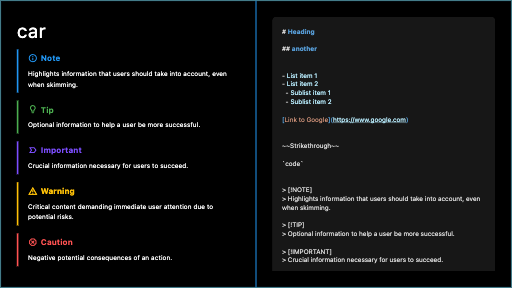 car
Note
Highlights information that users should take into account, even
when skimming.
Tip
Optional information to help a user be more successful.
Important
Crucial information necessary for users to succeed.
Warning
Critical content demanding immediate user attention due to
potential risks.
Caution
Negative potential consequences of an action.
# Heading
## another
- List item 1
- List item 2
  - Sublist item 1
  - Sublist item 2
[Link to Google](https://www.google.com)
~~Strikethrough~~
`code`
> [!NOTE]
> Highlights information that users should take into account, even
when skimming.
> [!TIP]
> Optional information to help a user be more successful.
> [!IMPORTANT]
> Crucial information necessary for users to succeed.